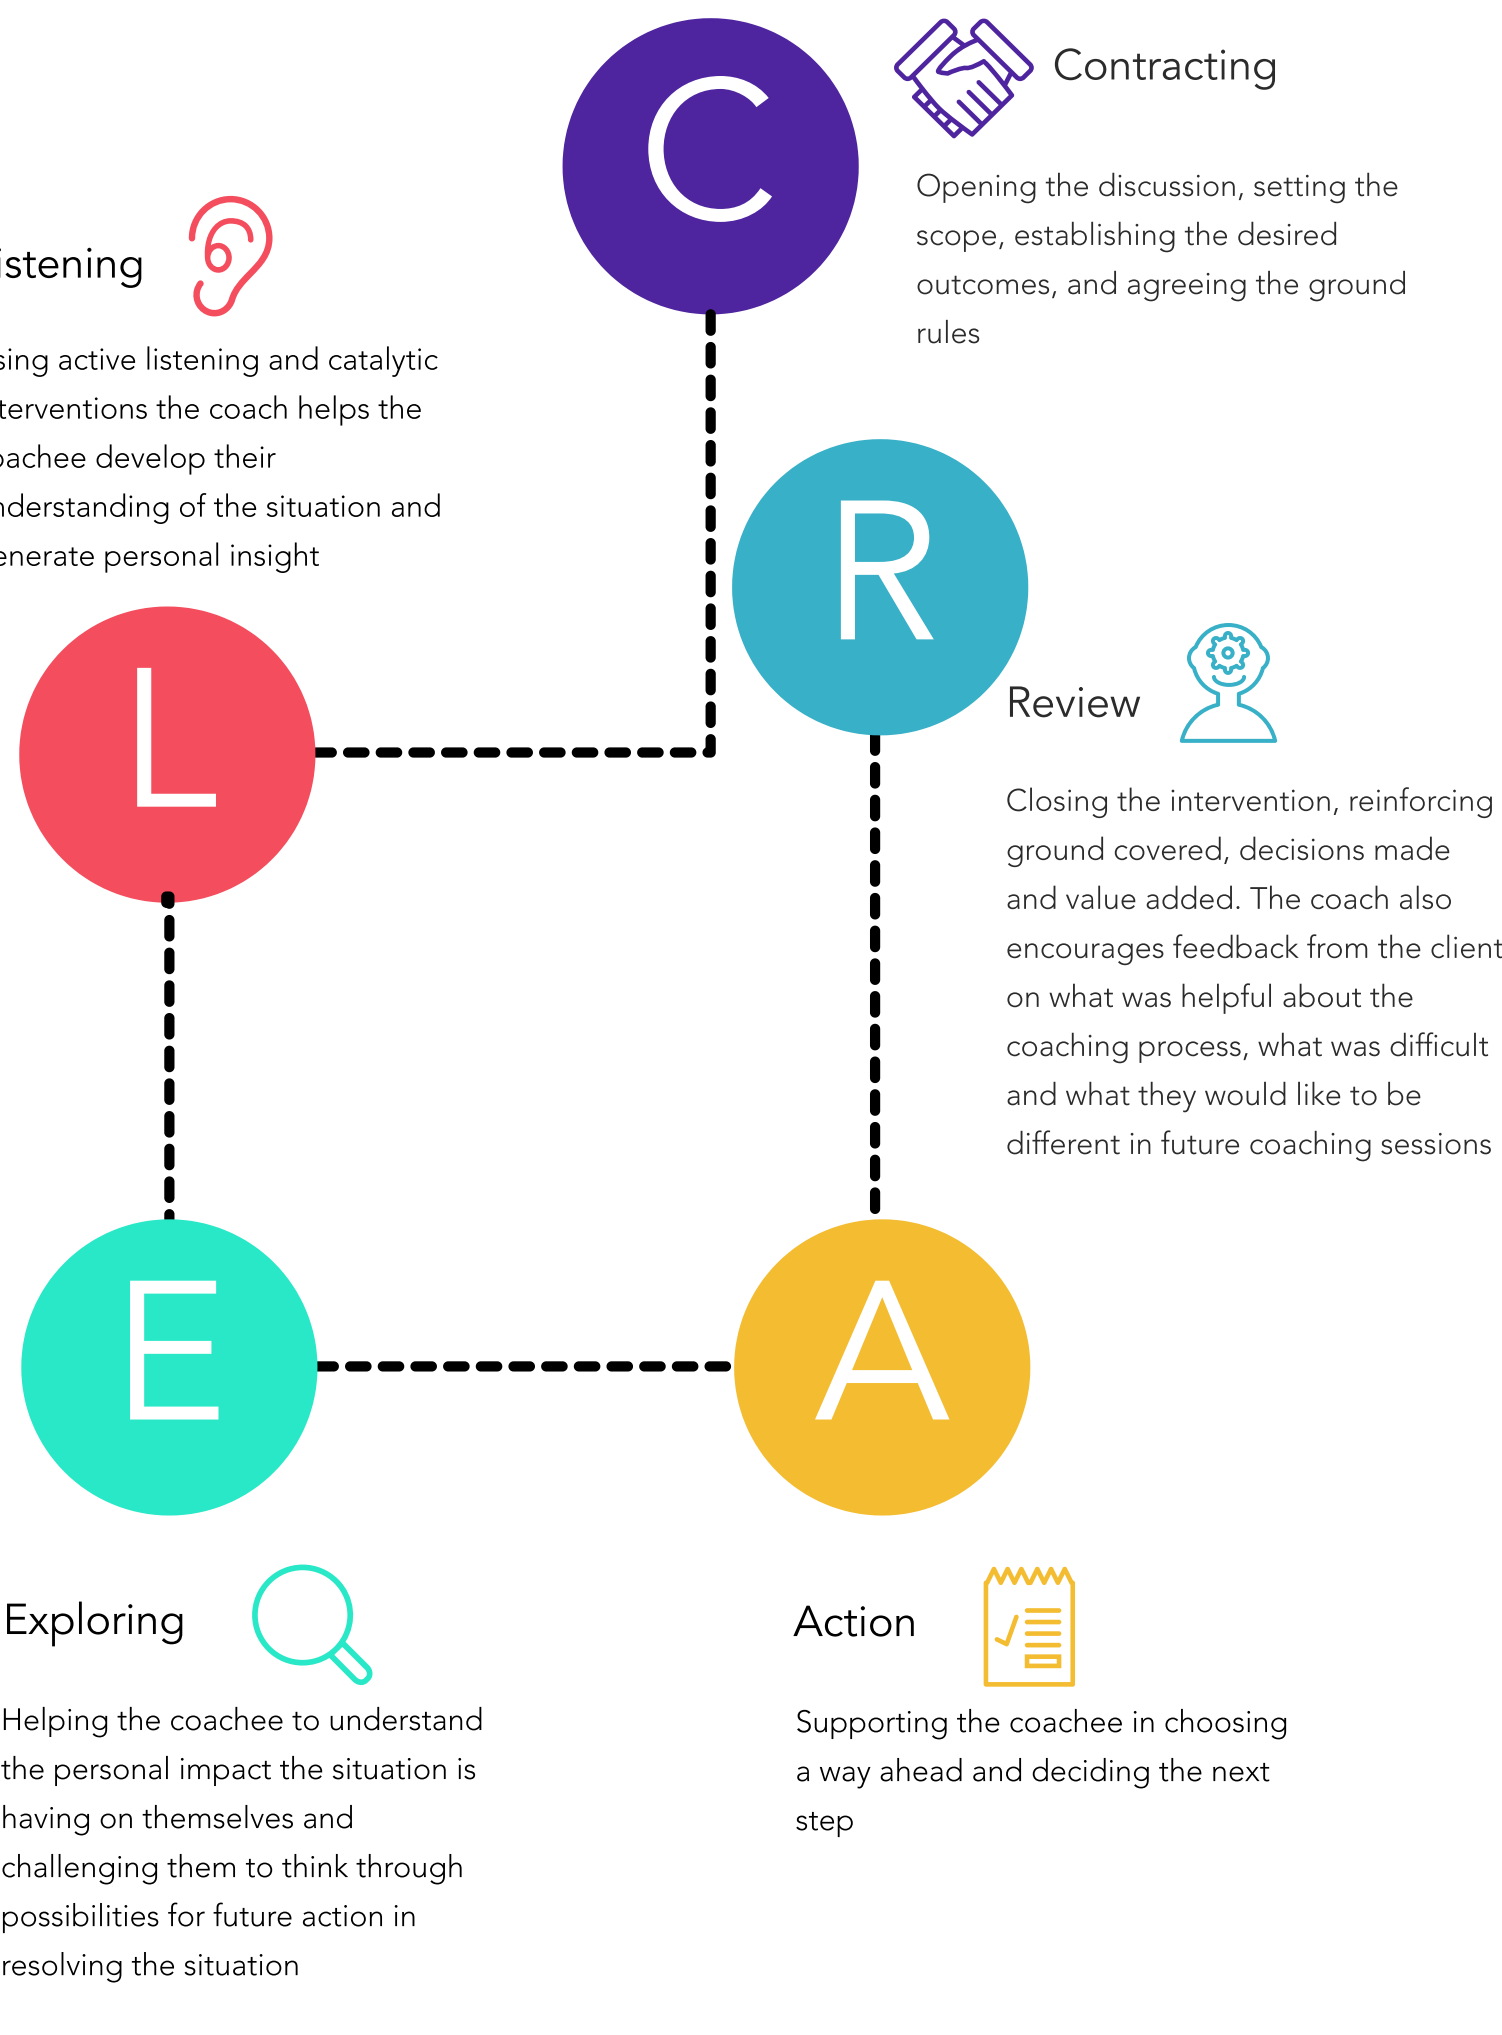 C
Contracting
Opening the discussion, setting the
scope, establishing the desired
outcomes, and agreeing the ground
rules
istening
sing active listening and catalytic
terventions the coach helps the
oachee develop their
nderstanding of the situation and
enerate personal insight
L
E
Exploring
Helping the coachee to understand
the personal impact the situation is
having on themselves and
challenging them to think through
possibilities for future action in
resolving the situation
A
Action
Supporting the coachee in choosing
a way ahead and deciding the next
step
R
Review
Closing the intervention, reinforcing
ground covered, decisions made
and value added. The coach also
encourages feedback from the client
on what was helpful about the
coaching process, what was difficult
and what they would like to be
different in future coaching sessions